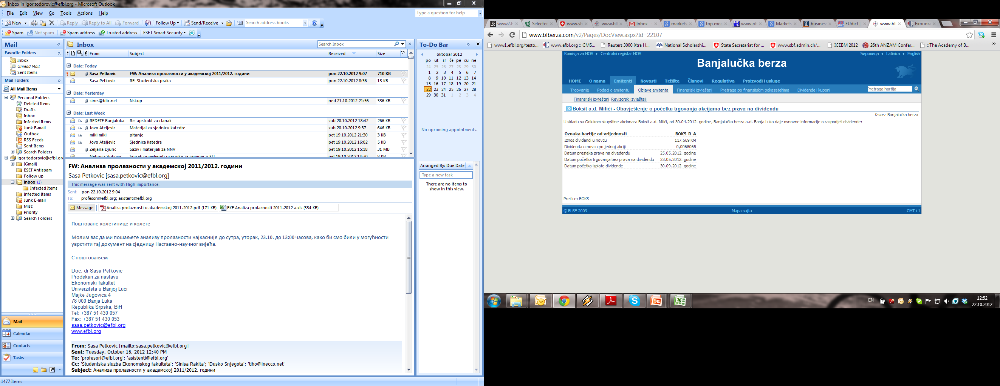 Inbox in igor.todorovic@efbl.org - Microsoft Outlook
File Edit View Go Tools Actions Help
Type a question for help
New Reply Reply to All Forward Follow Up Send/Receive Search address books
Spam Not spam Spam address Trusted address ESET Smart Security
Mail
Favorite Folders
Inbox
Unread Mail
Sent Items
Mail Folders
All Mail Items
Personal Folders
Deleted Items
Drafts
Inbox
Infected Items
Junk E-mail
Outbox
RSS Feeds
Sent Items
Search Folders
igor.todorovic@efbl.org
[Gmail]
ESET Antispam
Follow up
Inbox (1)
Infected Items
Infected Items
Junk E-mail
Misc
Priority
Search Folders
Mail
Calendar
Contacts
Tasks
1477 Items
Inbox
Search Inbox
From Subject Received Size
Date: Today
Sasa Petkovic FW: Анализа пролазности у академској 2011/2012. години pon 22.10.2012 9:07 710 KB
Sasa Petkovic RE: Studentska praka pon 22.10.2012 8:36 13 KB
Date: Yesterday
sinrs@blic.net Nskup ned 21.10.2012 21:56 336 KB
Date: Last Week
REDETE Banjaluka Re: apstrakt za clanak sub 20.10.2012 18:42 266 KB
Jovo Ateljevic Materijal za sjednicu katedre sub 20.10.2012 9:37 646 KB
miki miki pitanje pet 19.10.2012 21:30 3 KB
Jovo Ateljevic Sjednica Katedre pet 19.10.2012 16:02 5 KB
Zeljana Djuric Saziv i materijali za NNV pet 19.10.2012 15:18 31 MB
Nebojsa Vukovic Spisak prijavljenih ucesnika za seminar o KU pet 19.10.2012 14:30 8 KB
FW: Анализа пролазности у академској 2011/2012. години
Sasa Petkovic [sasa.petkovic@efbl.org]
This message was sent with High importance.
Sent: pon 22.10.2012 9:04
To: profesori@efbl.org; asistenti@efbl.org
Message Analiza prolaznosti u akademskoj 2011-2012.pdf (171 KB) EKF Analiza prolaznosti 2011-2012 a.xls (334 KB)
Поштоване колегинице и колеге
Молим вас да ми пошаљете анализу пролазности најкасније до сутра, уторак, 23.10. до 13:00 часова, како би смо били у могућности
уврстити тај документ на сједницу Наставно-научног вијећа.
С поштовањем
Doc. dr Sasa Petkovic
Prodekan za nastavu
Ekonomski fakultet
Univerziteta u Banjoj Luci
Majke Jugovica 4
78 000 Banja Luka
Republika Srpska, BiH
Tel: +387 51 430 057
Fax: +387 51 430 053
sasa.petkovic@efbl.org
www.efbl.org
From: Sasa Petkovic [mailto:sasa.petkovic@efbl.org]
Sent: Tuesday, October 16, 2012 12:40 PM
To: 'profesori@efbl.org'; 'asistenti@efbl.org'
Cc: 'Studentska sluzba Ekonomskog fakulteta'; 'Sinisa Rakita'; 'Dusko Snjegota'; 'tiho@inecco.net'
Subject: Анализа пролазности у академској 2011/2012. години
To-Do Bar
oktobar 2012
po ut sr če pe su ne
24 25 26 27 28 29 30
1 2 3 4 5 6 7
8 9 10 11 12 13 14
15 16 17 18 19 20 21
22 23 24 25 26 27 28
29 30 31 1 2 3 4
No upcoming appointments.
Arranged By: Due Date
Type a new task
There are no items to
show in this view.
www2.ls Selected www.sb www.bl Inbox - markets top exec www.nb Markets business EUdict | www.bl Економ
www.blberza.com/v2/Pages/DocView.aspx?Id=22107
www1.efbl.org/testo... www.efbl.org :: CMS... Reuters 3000 Xtra H... National Scholarshi... State Secretariat for ... www.sbf.admin.ch/... ICEBM 2012 26th ANZAM Confer... ::The Academy of B...
Komisija za HOV • Centralni registar HOV Ћирилица • Latinica • English
Banjalučka berza
HOME O nama Emitenti Novosti Tržište Članovi Regulativa Proizvodi i usluge
Trgovanje Podaci o emitentu Objave emitenta Finansijski izvještaji Pretraga po finansijskim pokazateljima Dividende i kuponi Pretraga hartija
Finansijski izvještaji Revizorski izvještaji
Boksit a.d. Milići - Obavještenje o početku trgovanja akcijama bez prava na dividendu
Izvor: Banjalučka berza
U skladu sa Odlukom skupštine akcionara Boksit a.d. Milići, od 30.04.2012. godine, Banjalučka berza a.d. Banja Luka daje osnovne informacije o raspodjeli dividende:
Oznaka hartije od vrijednosti BOKS-R-A
Iznos dividendi u novcu 117.669 KM
Dividenda u novcu po jednoj akciji 0,0068065
Datum presjeka prava na divedendu 25.05.2012. godine
Datum početka trgovanja bez prava na dividendu 23.05.2012. godine
Datum početka isplate dividende 30.09.2012. godine
Prečice: BOKS
© BLSE 2009 Mapa sajta GMT+1
EN 12:52
22.10.2012